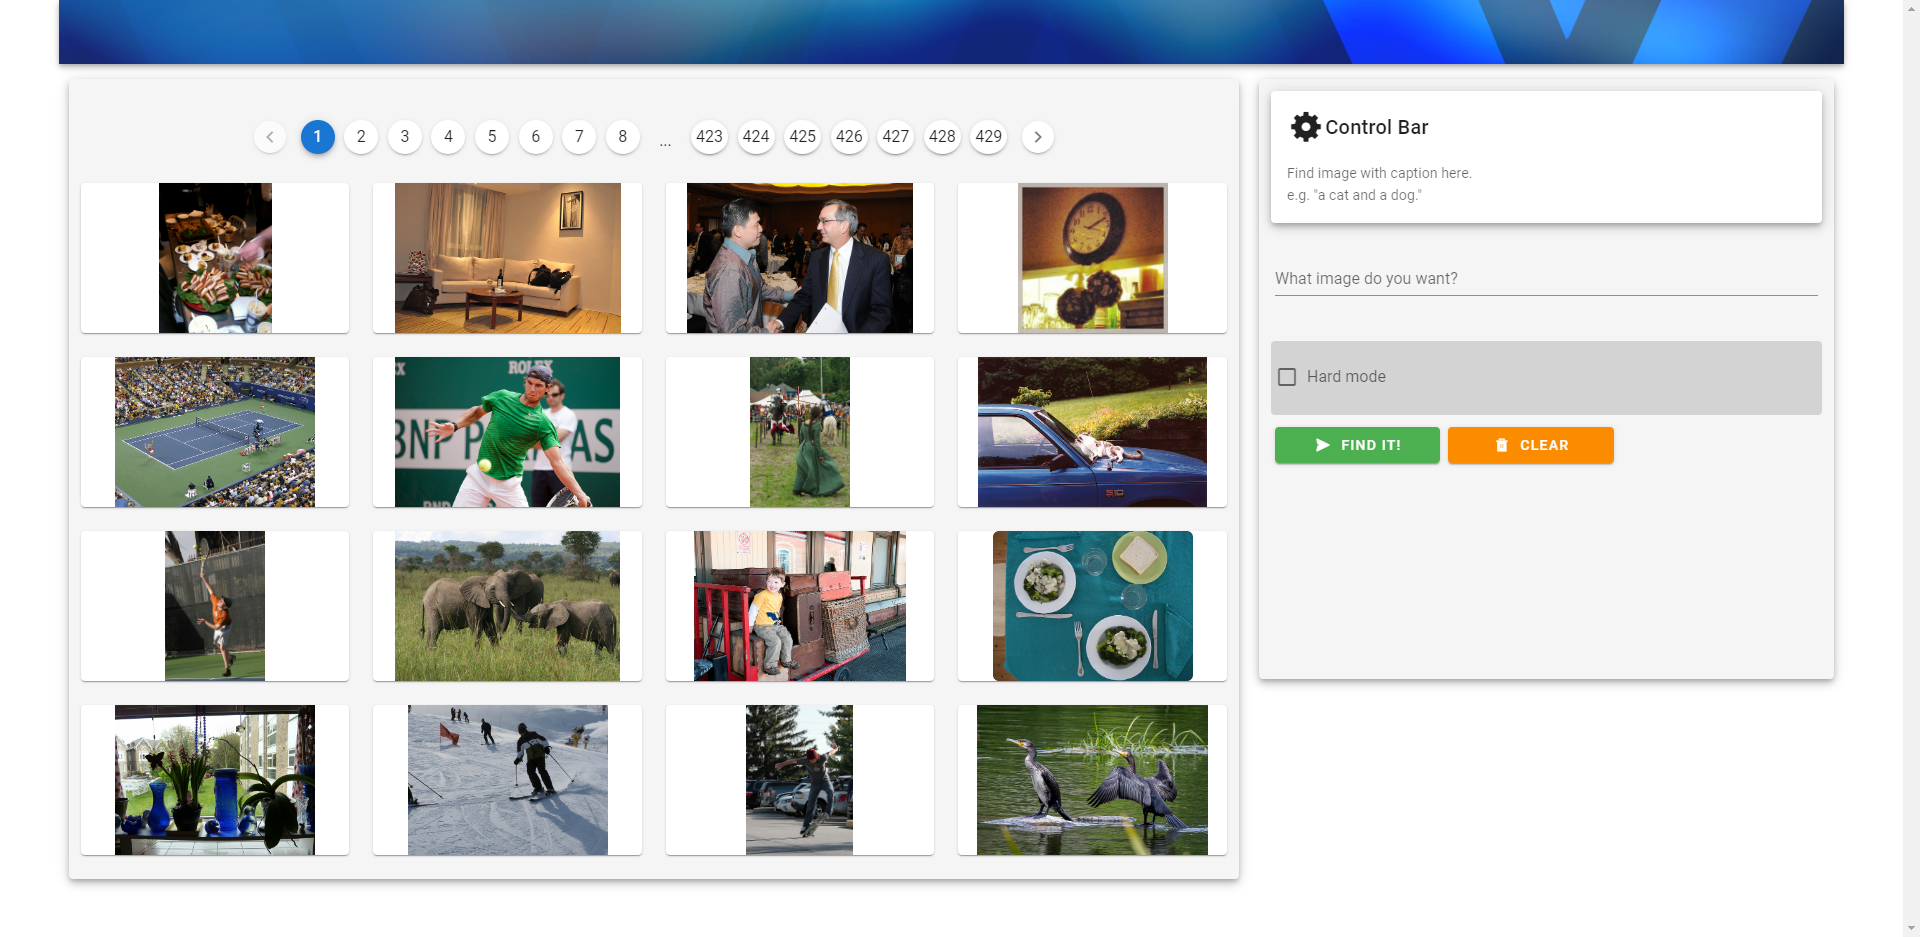 1 2 3 4 5 6 7 8 ... 423 424 425 426 427 428 429
ROLEX
BNP PARIBAS
Control Bar
Find image with caption here.
e.g. "a cat and a dog."
What image do you want?
Hard mode
FIND IT!
CLEAR